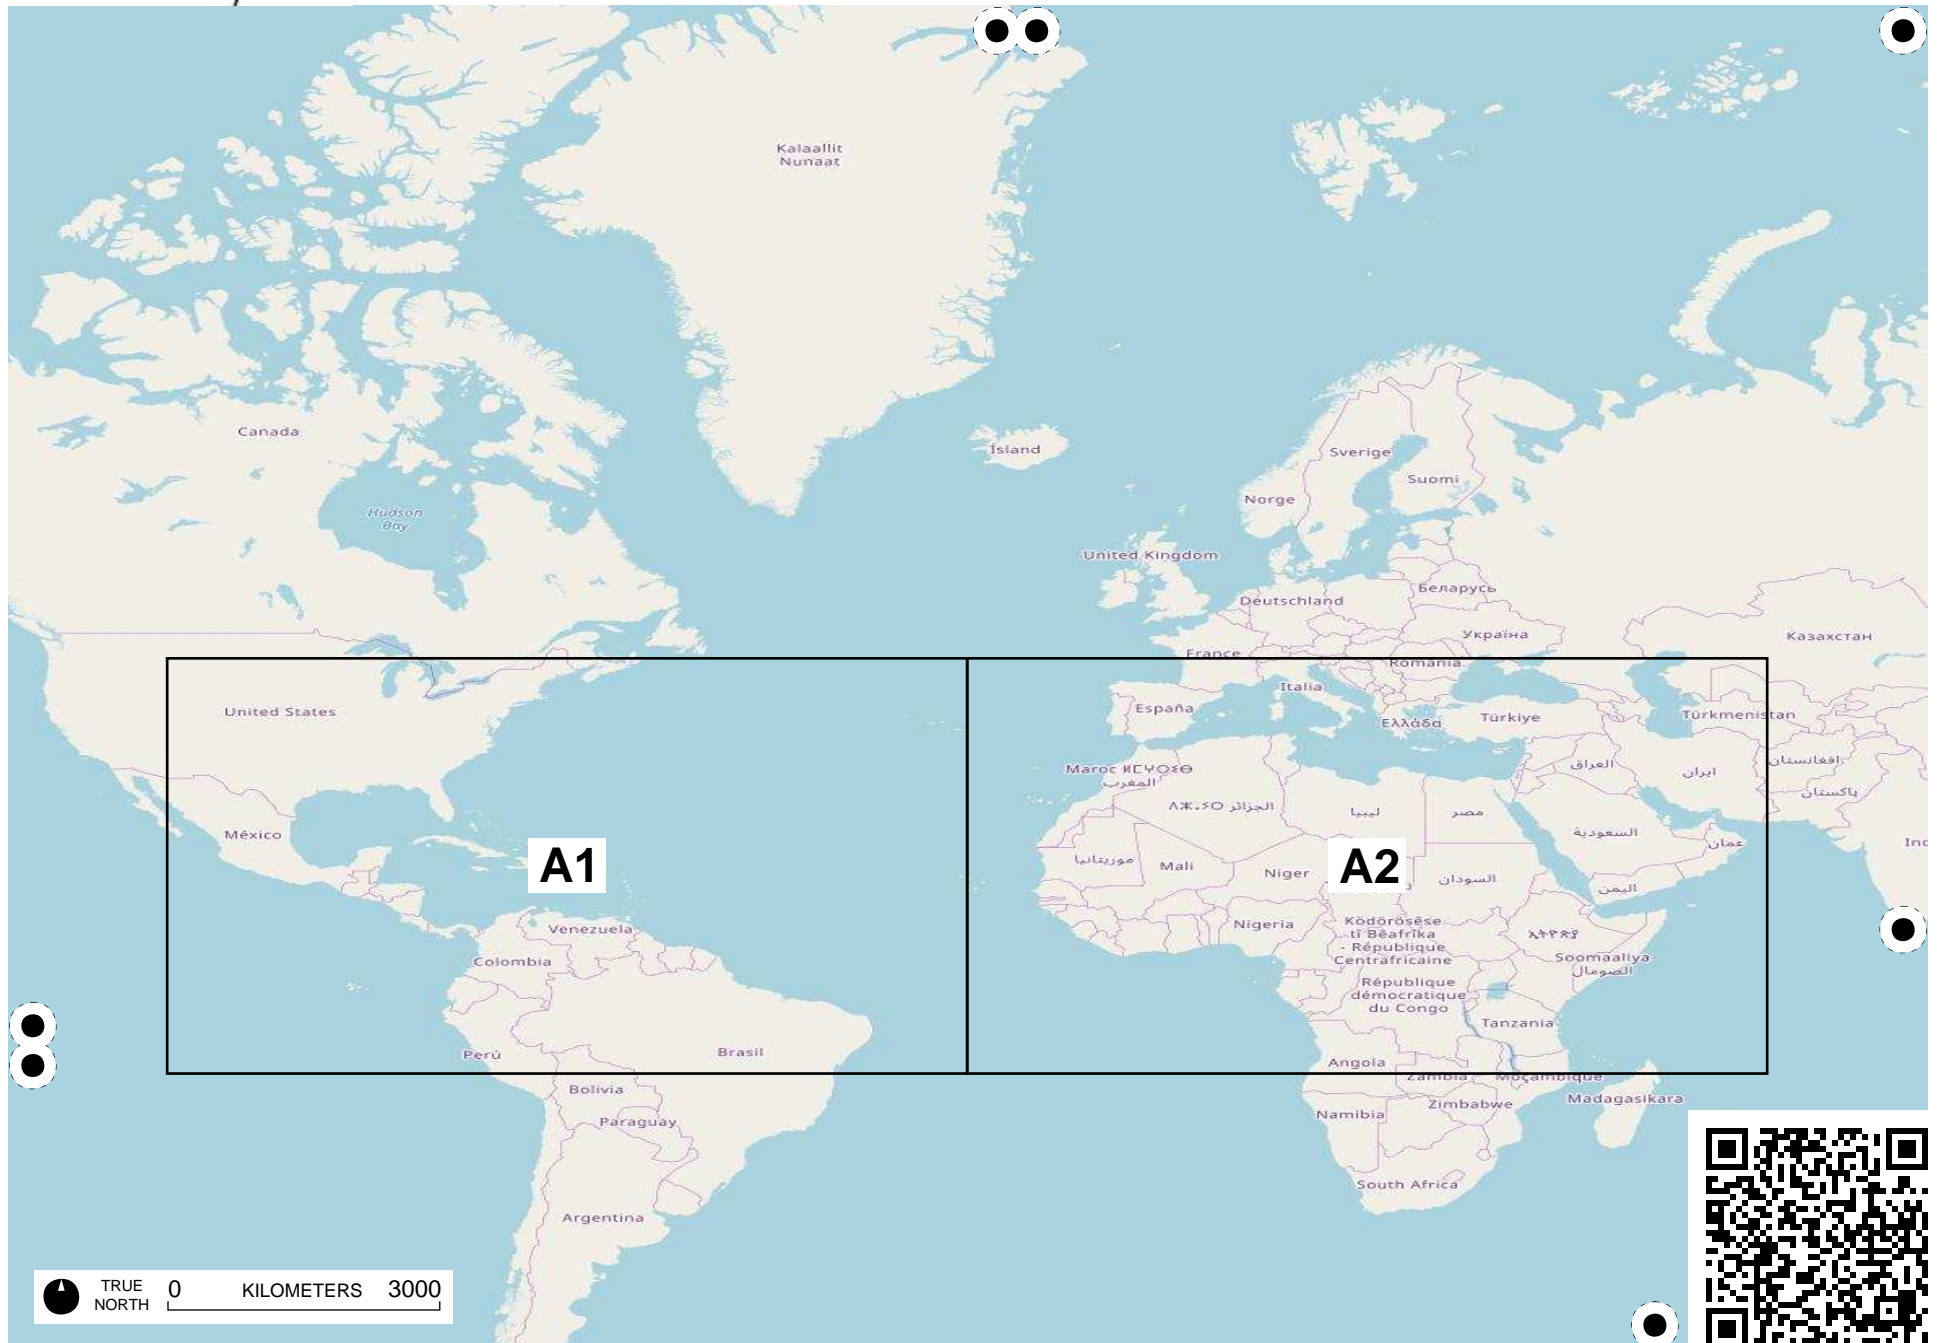 Kalaallit
Nunaat
Canada
Ísland
Sverige
Suomi
Norge
Hudson
Bay
United Kingdom
Deutschland
Беларусь
Україна
Казахстан
France
România
Italia
United States
España
Ελλάδα
Türkiye
Türkmenistan
Maroc ⵍⵎⵖⵔⵉⴱ
المغرب
العراق
ایران
افغانستان
پاکستان
الجزائر
ليبيا
مصر
السعودية
México
عمان
Inc
A1
موريتانيا
Mali
Niger
A2
السودان
اليمن
Venezuela
Nigeria
Ködörösêse
tî Bêafrîka
- République
Centrafricaine
Colombia
Soomaaliya
الصومال
République
démocratique
du Congo
Tanzania
Perú
Brasil
Angola
Zambia
Moçambique
Bolivia
Madagasikara
Zimbabwe
Namibia
Paraguay
South Africa
Argentina
TRUE
NORTH
0 KILOMETERS 3000